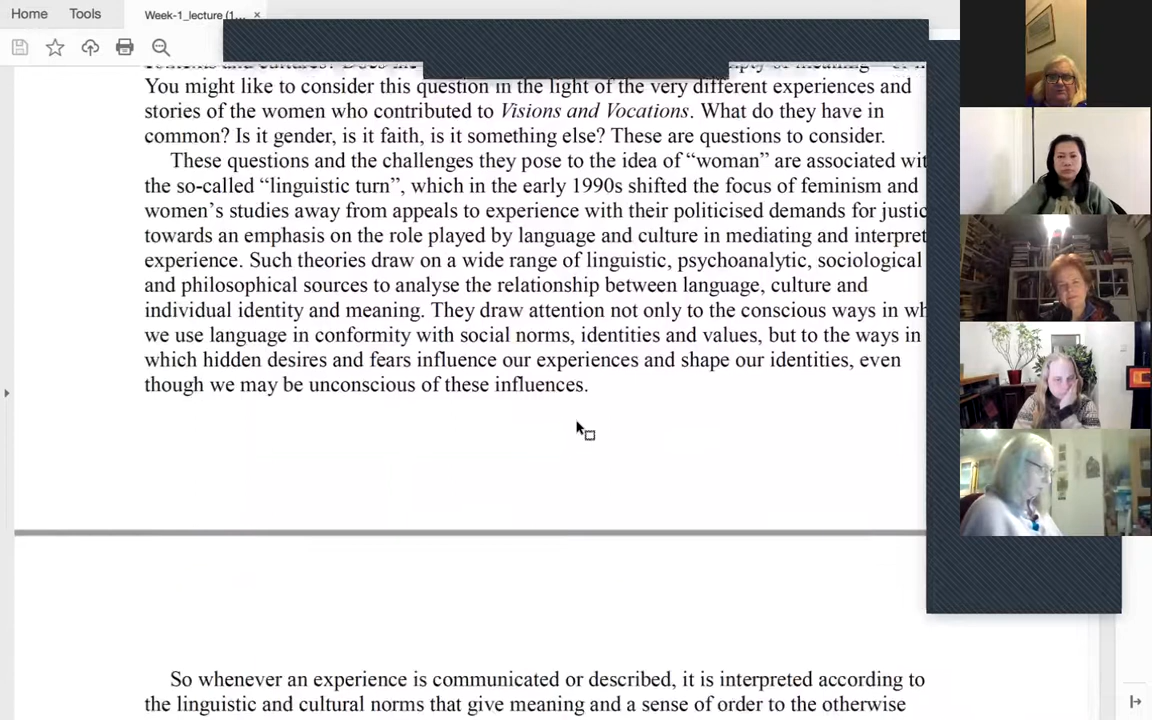 Home Tools Week-1_lecture (1... ×
You might like to consider this question in the light of the very different experiences and
stories of the women who contributed to Visions and Vocations. What do they have in
common? Is it gender, is it faith, is it something else? These are questions to consider.
These questions and the challenges they pose to the idea of “woman” are associated wit
the so-called “linguistic turn”, which in the early 1990s shifted the focus of feminism and
women’s studies away from appeals to experience with their politicised demands for justic
towards an emphasis on the role played by language and culture in mediating and interpret
experience. Such theories draw on a wide range of linguistic, psychoanalytic, sociological
and philosophical sources to analyse the relationship between language, culture and
individual identity and meaning. They draw attention not only to the conscious ways in wh
we use language in conformity with social norms, identities and values, but to the ways in
which hidden desires and fears influence our experiences and shape our identities, even
though we may be unconscious of these influences.
So whenever an experience is communicated or described, it is interpreted according to
the linguistic and cultural norms that give meaning and a sense of order to the otherwise